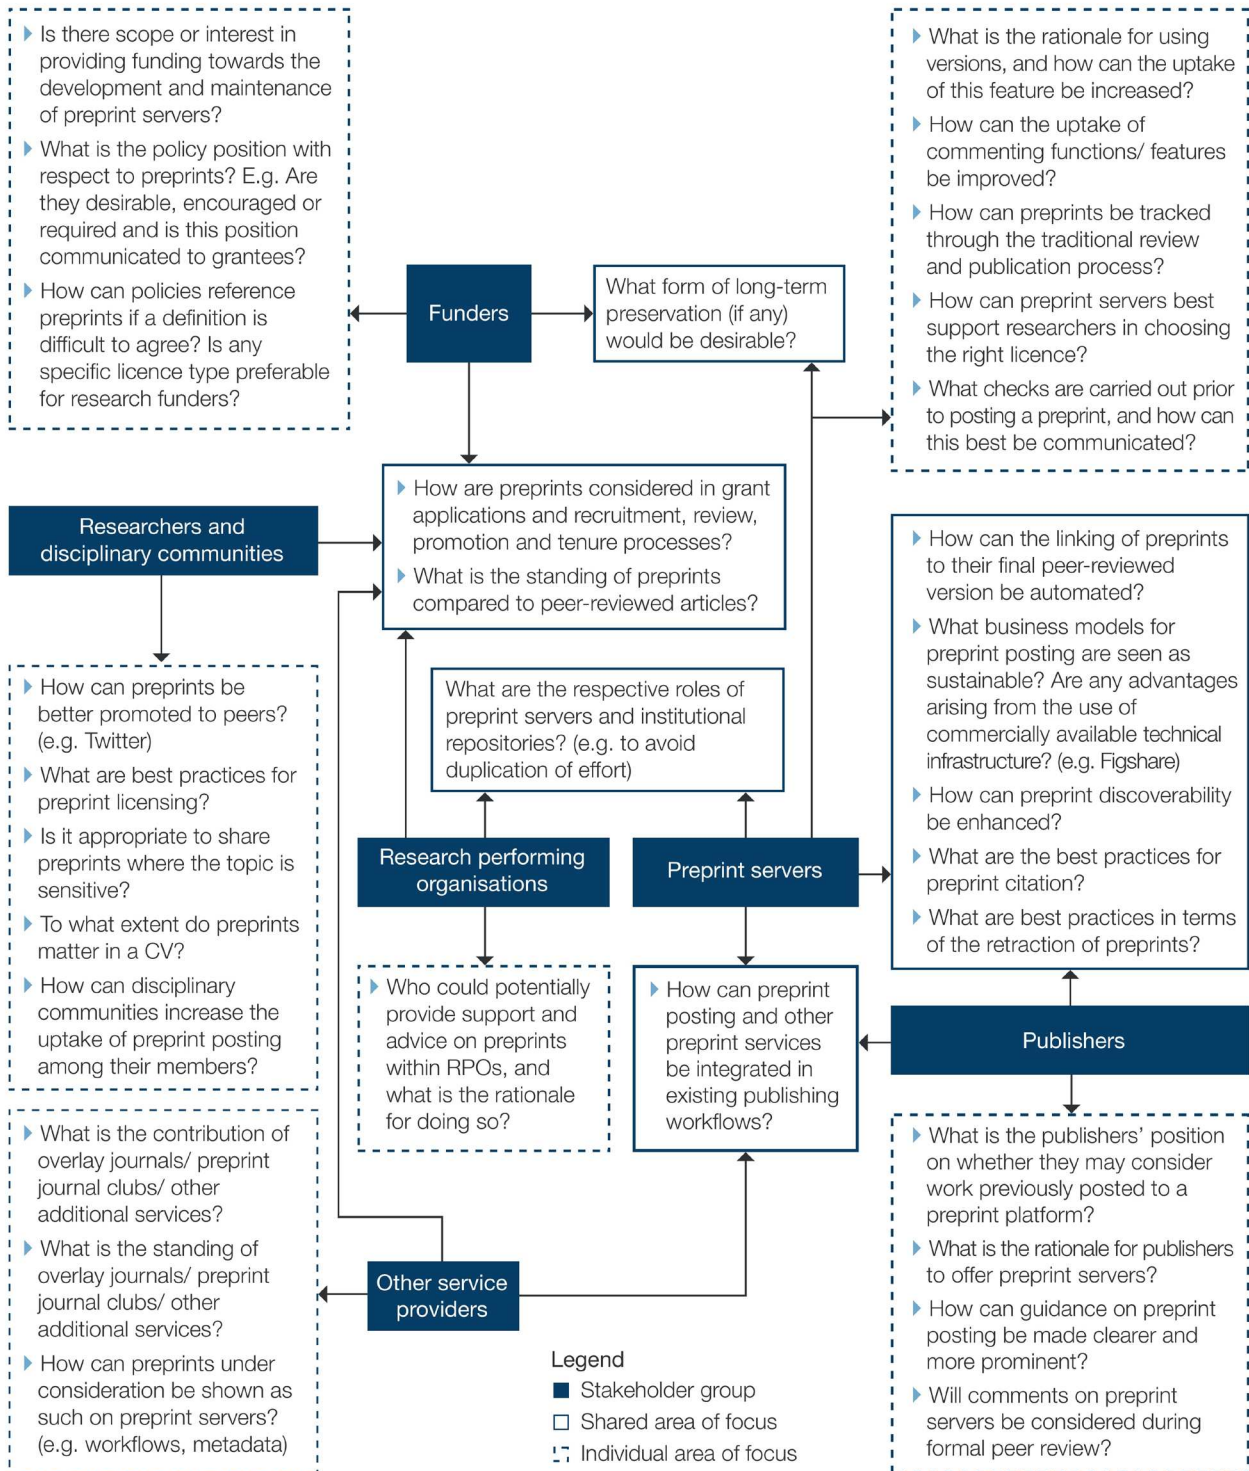 Is there scope or interest in
providing funding towards the
development and maintenance
of preprint servers?
What is the policy position with
respect to preprints? E.g. Are
they desirable, encouraged or
required and is this position
communicated to grantees?
How can policies reference
preprints if a definition is
difficult to agree? Is any
specific licence type preferable
for research funders?
Funders
What form of long-term
preservation (if any)
would be desirable?
What is the rationale for using
versions, and how can the uptake
of this feature be increased?
How can the uptake of
commenting functions/ features
be improved?
How can preprints be tracked
through the traditional review
and publication process?
How can preprint servers best
support researchers in choosing
the right licence?
What checks are carried out prior
to posting a preprint, and how can
this best be communicated?
Researchers and
disciplinary communities
How are preprints considered in grant
applications and recruitment, review,
promotion and tenure processes?
What is the standing of preprints
compared to peer-reviewed articles?
How can the linking of preprints
to their final peer-reviewed
version be automated?
What business models for
preprint posting are seen as
sustainable? Are any advantages
arising from the use of
commercially available technical
infrastructure? (e.g. Figshare)
How can preprint discoverability
be enhanced?
What are the best practices for
preprint citation?
What are best practices in terms
of the retraction of preprints?
How can preprints be
better promoted to peers?
(e.g. Twitter)
What are best practices for
preprint licensing?
Is it appropriate to share
preprints where the topic is
sensitive?
To what extent do preprints
matter in a CV?
How can disciplinary
communities increase the
uptake of preprint posting
among their members?
What are the respective roles of
preprint servers and institutional
repositories? (e.g. to avoid
duplication of effort)
Research performing
organisations
Preprint servers
Who could potentially
provide support and
advice on preprints
within RPOs, and
what is the rationale
for doing so?
How can preprint
posting and other
preprint services
be integrated in
existing publishing
workflows?
Publishers
What is the contribution of
overlay journals/ preprint
journal clubs/ other
additional services?
What is the standing of
overlay journals/ preprint
journal clubs/ other
additional services?
How can preprints under
consideration be shown as
such on preprint servers?
(e.g. workflows, metadata)
Other service
providers
What is the publishers' position
on whether they may consider
work previously posted to a
preprint platform?
What is the rationale for publishers
to offer preprint servers?
How can guidance on preprint
posting be made clearer and
more prominent?
Will comments on preprint
servers be considered during
formal peer review?
Legend
Stakeholder group
Shared area of focus
Individual area of focus